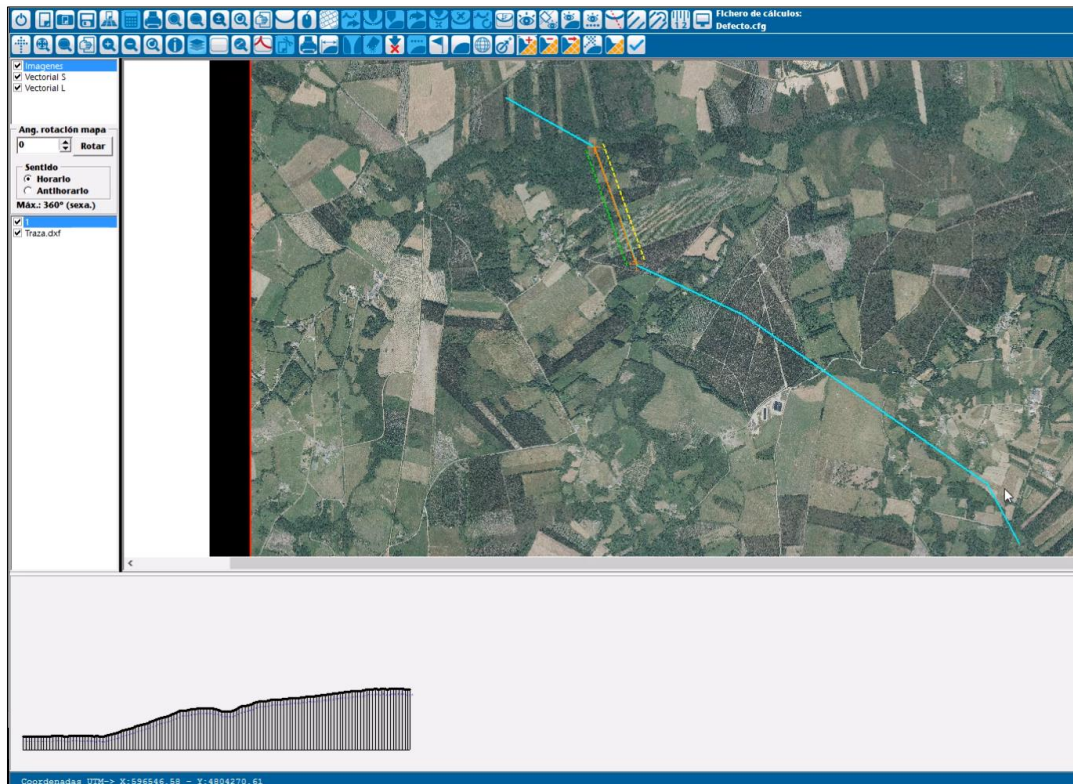 Fichero de cálculos:
Defecto.cfg
Imagenes
Vectorial S
Vectorial L
Ang. rotación mapa
0
Rotar
Sentido
Horario
Antihorario
Máx.: 360º (sexa.)
1
Traza.dxf
Coordenadas UTM-> X:596546.58 - Y:4804270.61